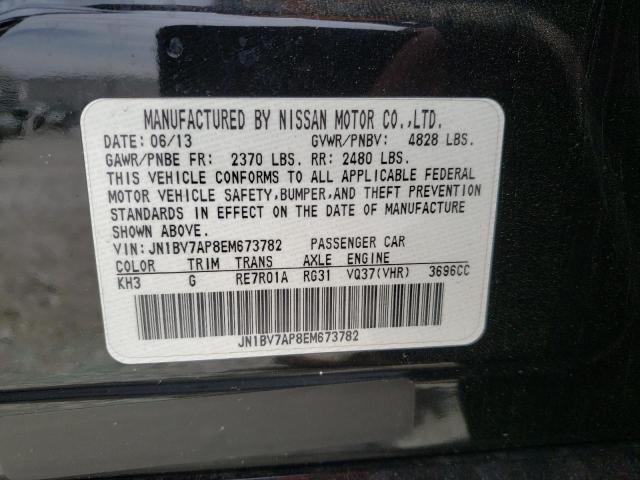 MANUFACTURED BY NISSAN MOTOR CO.,LTD.
DATE: 06/13 GVWR/PNBV: 4828 LBS.
GAWR/PNBE FR: 2370 LBS. RR: 2480 LBS.
THIS VEHICLE CONFORMS TO ALL APPLICABLE FEDERAL
MOTOR VEHICLE SAFETY, BUMPER, AND THEFT PREVENTION
STANDARDS IN EFFECT ON THE DATE OF MANUFACTURE
SHOWN ABOVE.
VIN: JN1BV7AP8EM673782 PASSENGER CAR
COLOR TRIM TRANS AXLE ENGINE
KH3 G RE7R01A RG31 VQ37(VHR) 3696CC
JN1BV7AP8EM673782